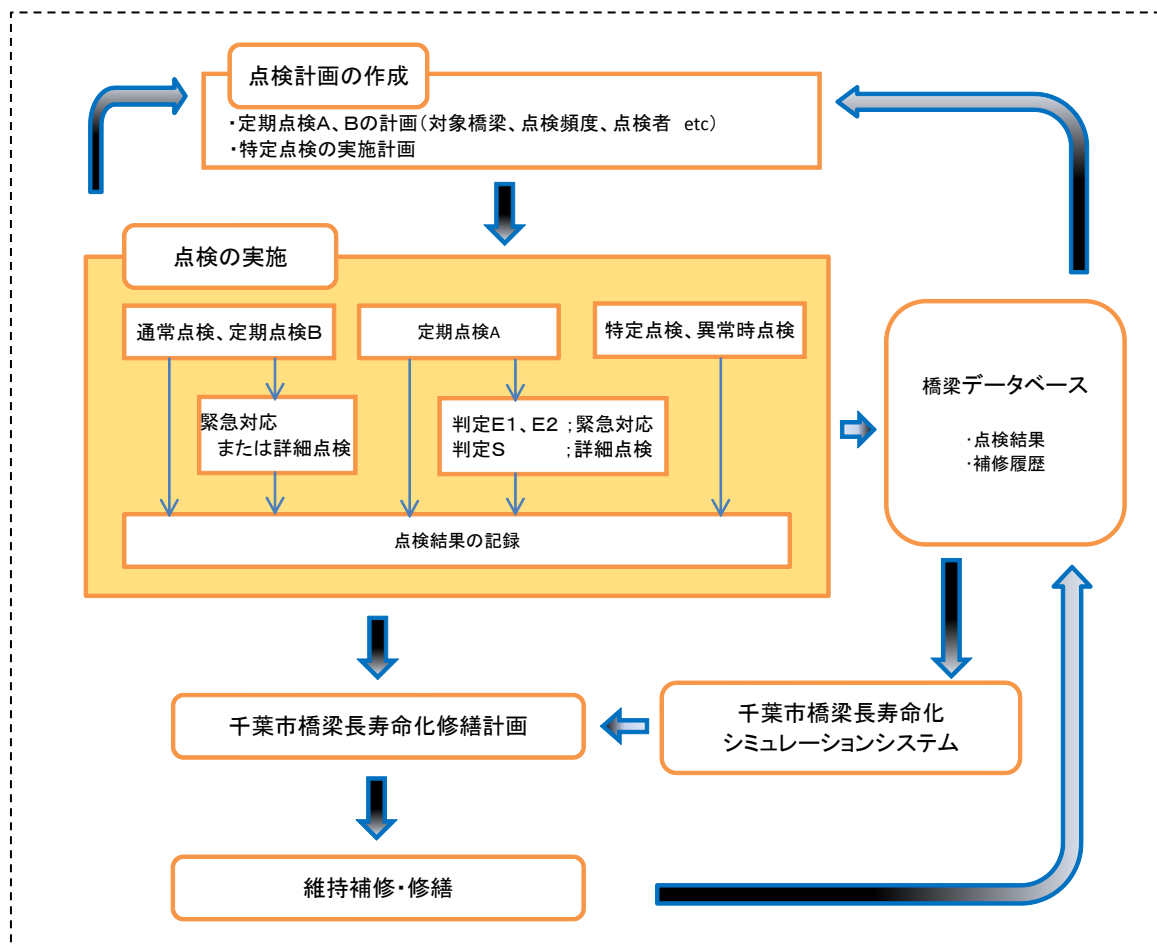 点検計画の作成
・定期点検A、Bの計画(対象橋梁、点検頻度、点検者 etc)
・特定点検の実施計画
点検の実施
通常点検、定期点検B
定期点検A
特定点検、異常時点検
緊急対応
または詳細点検
判定E1、E2 ;緊急対応
判定S ;詳細点検
点検結果の記録
橋梁データベース
・点検結果
・補修履歴
千葉市橋梁長寿命化修繕計画
千葉市橋梁長寿命化
シミュレーションシステム
維持補修・修繕